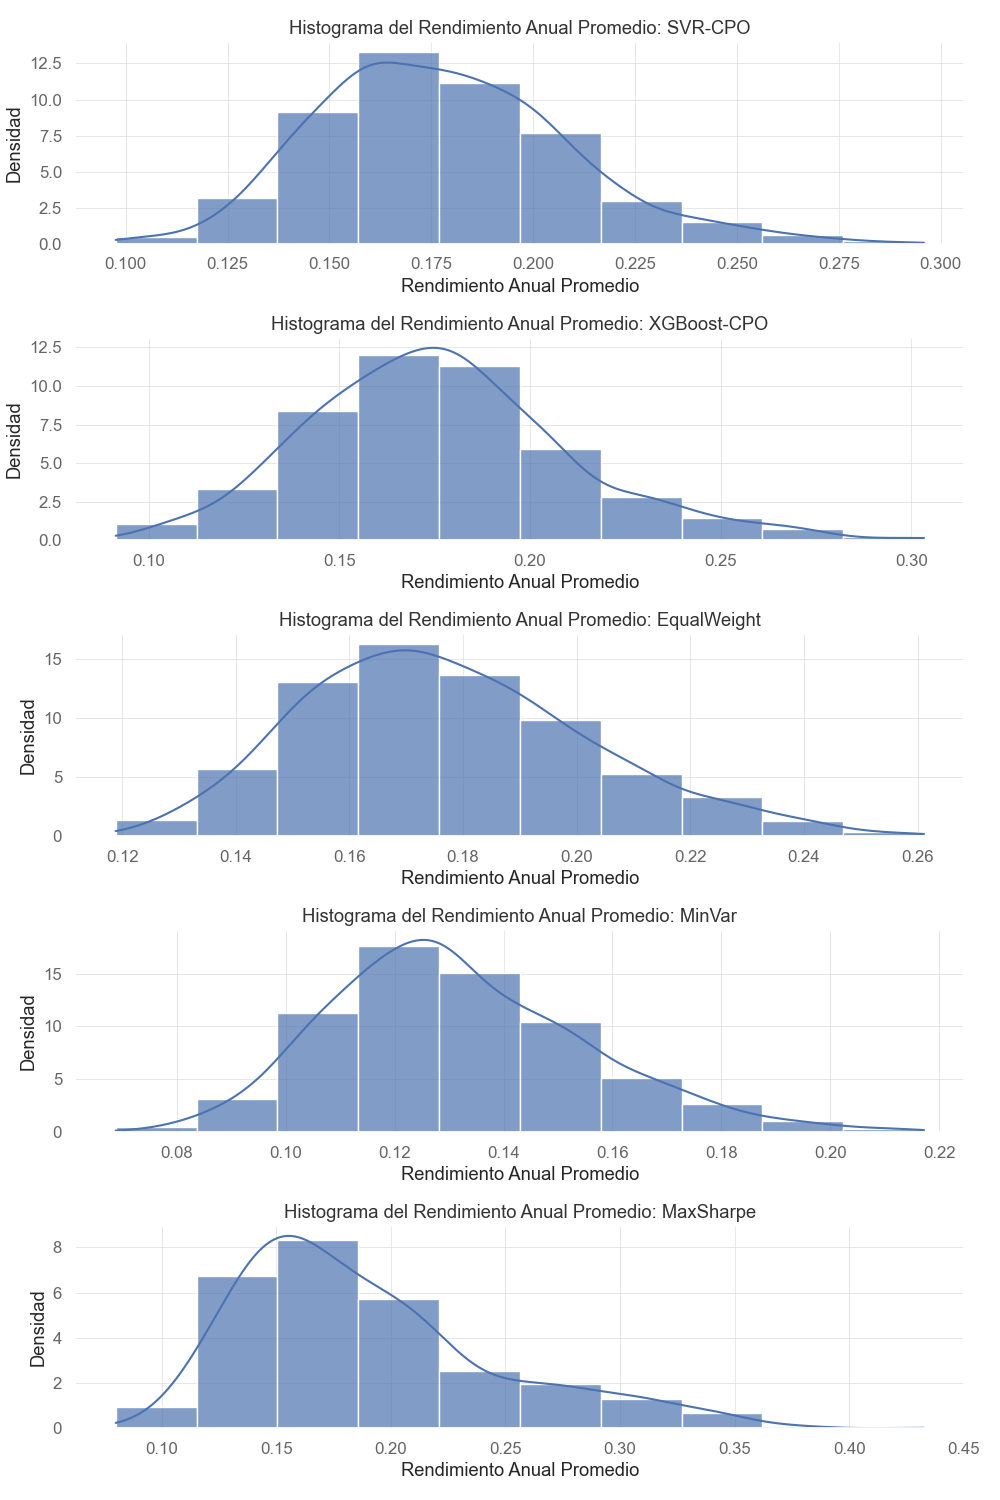 Histograma del Rendimiento Anual Promedio: SVR-CPO
Densidad
12.5
10.0
7.5
5.0
2.5
0.0
0.100 0.125 0.150 0.175 0.200 0.225 0.250 0.275 0.300
Rendimiento Anual Promedio
Histograma del Rendimiento Anual Promedio: XGBoost-CPO
Densidad
12.5
10.0
7.5
5.0
2.5
0.0
0.10 0.15 0.20 0.25 0.30
Rendimiento Anual Promedio
Histograma del Rendimiento Anual Promedio: EqualWeight
Densidad
15
10
5
0
0.12 0.14 0.16 0.18 0.20 0.22 0.24 0.26
Rendimiento Anual Promedio
Histograma del Rendimiento Anual Promedio: MinVar
Densidad
15
10
5
0
0.08 0.10 0.12 0.14 0.16 0.18 0.20 0.22
Rendimiento Anual Promedio
Histograma del Rendimiento Anual Promedio: MaxSharpe
Densidad
8
6
4
2
0
0.10 0.15 0.20 0.25 0.30 0.35 0.40 0.45
Rendimiento Anual Promedio